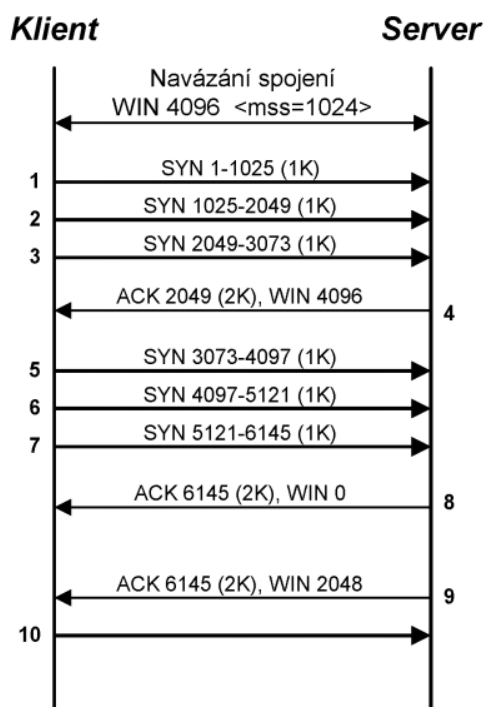 Klient Server
Navázání spojení
WIN 4096 <mss=1024>
1 SYN 1-1025 (1K)
2 SYN 1025-2049 (1K)
3 SYN 2049-3073 (1K)
ACK 2049 (2K), WIN 4096 4
5 SYN 3073-4097 (1K)
6 SYN 4097-5121 (1K)
7 SYN 5121-6145 (1K)
ACK 6145 (2K), WIN 0 8
ACK 6145 (2K), WIN 2048 9
10